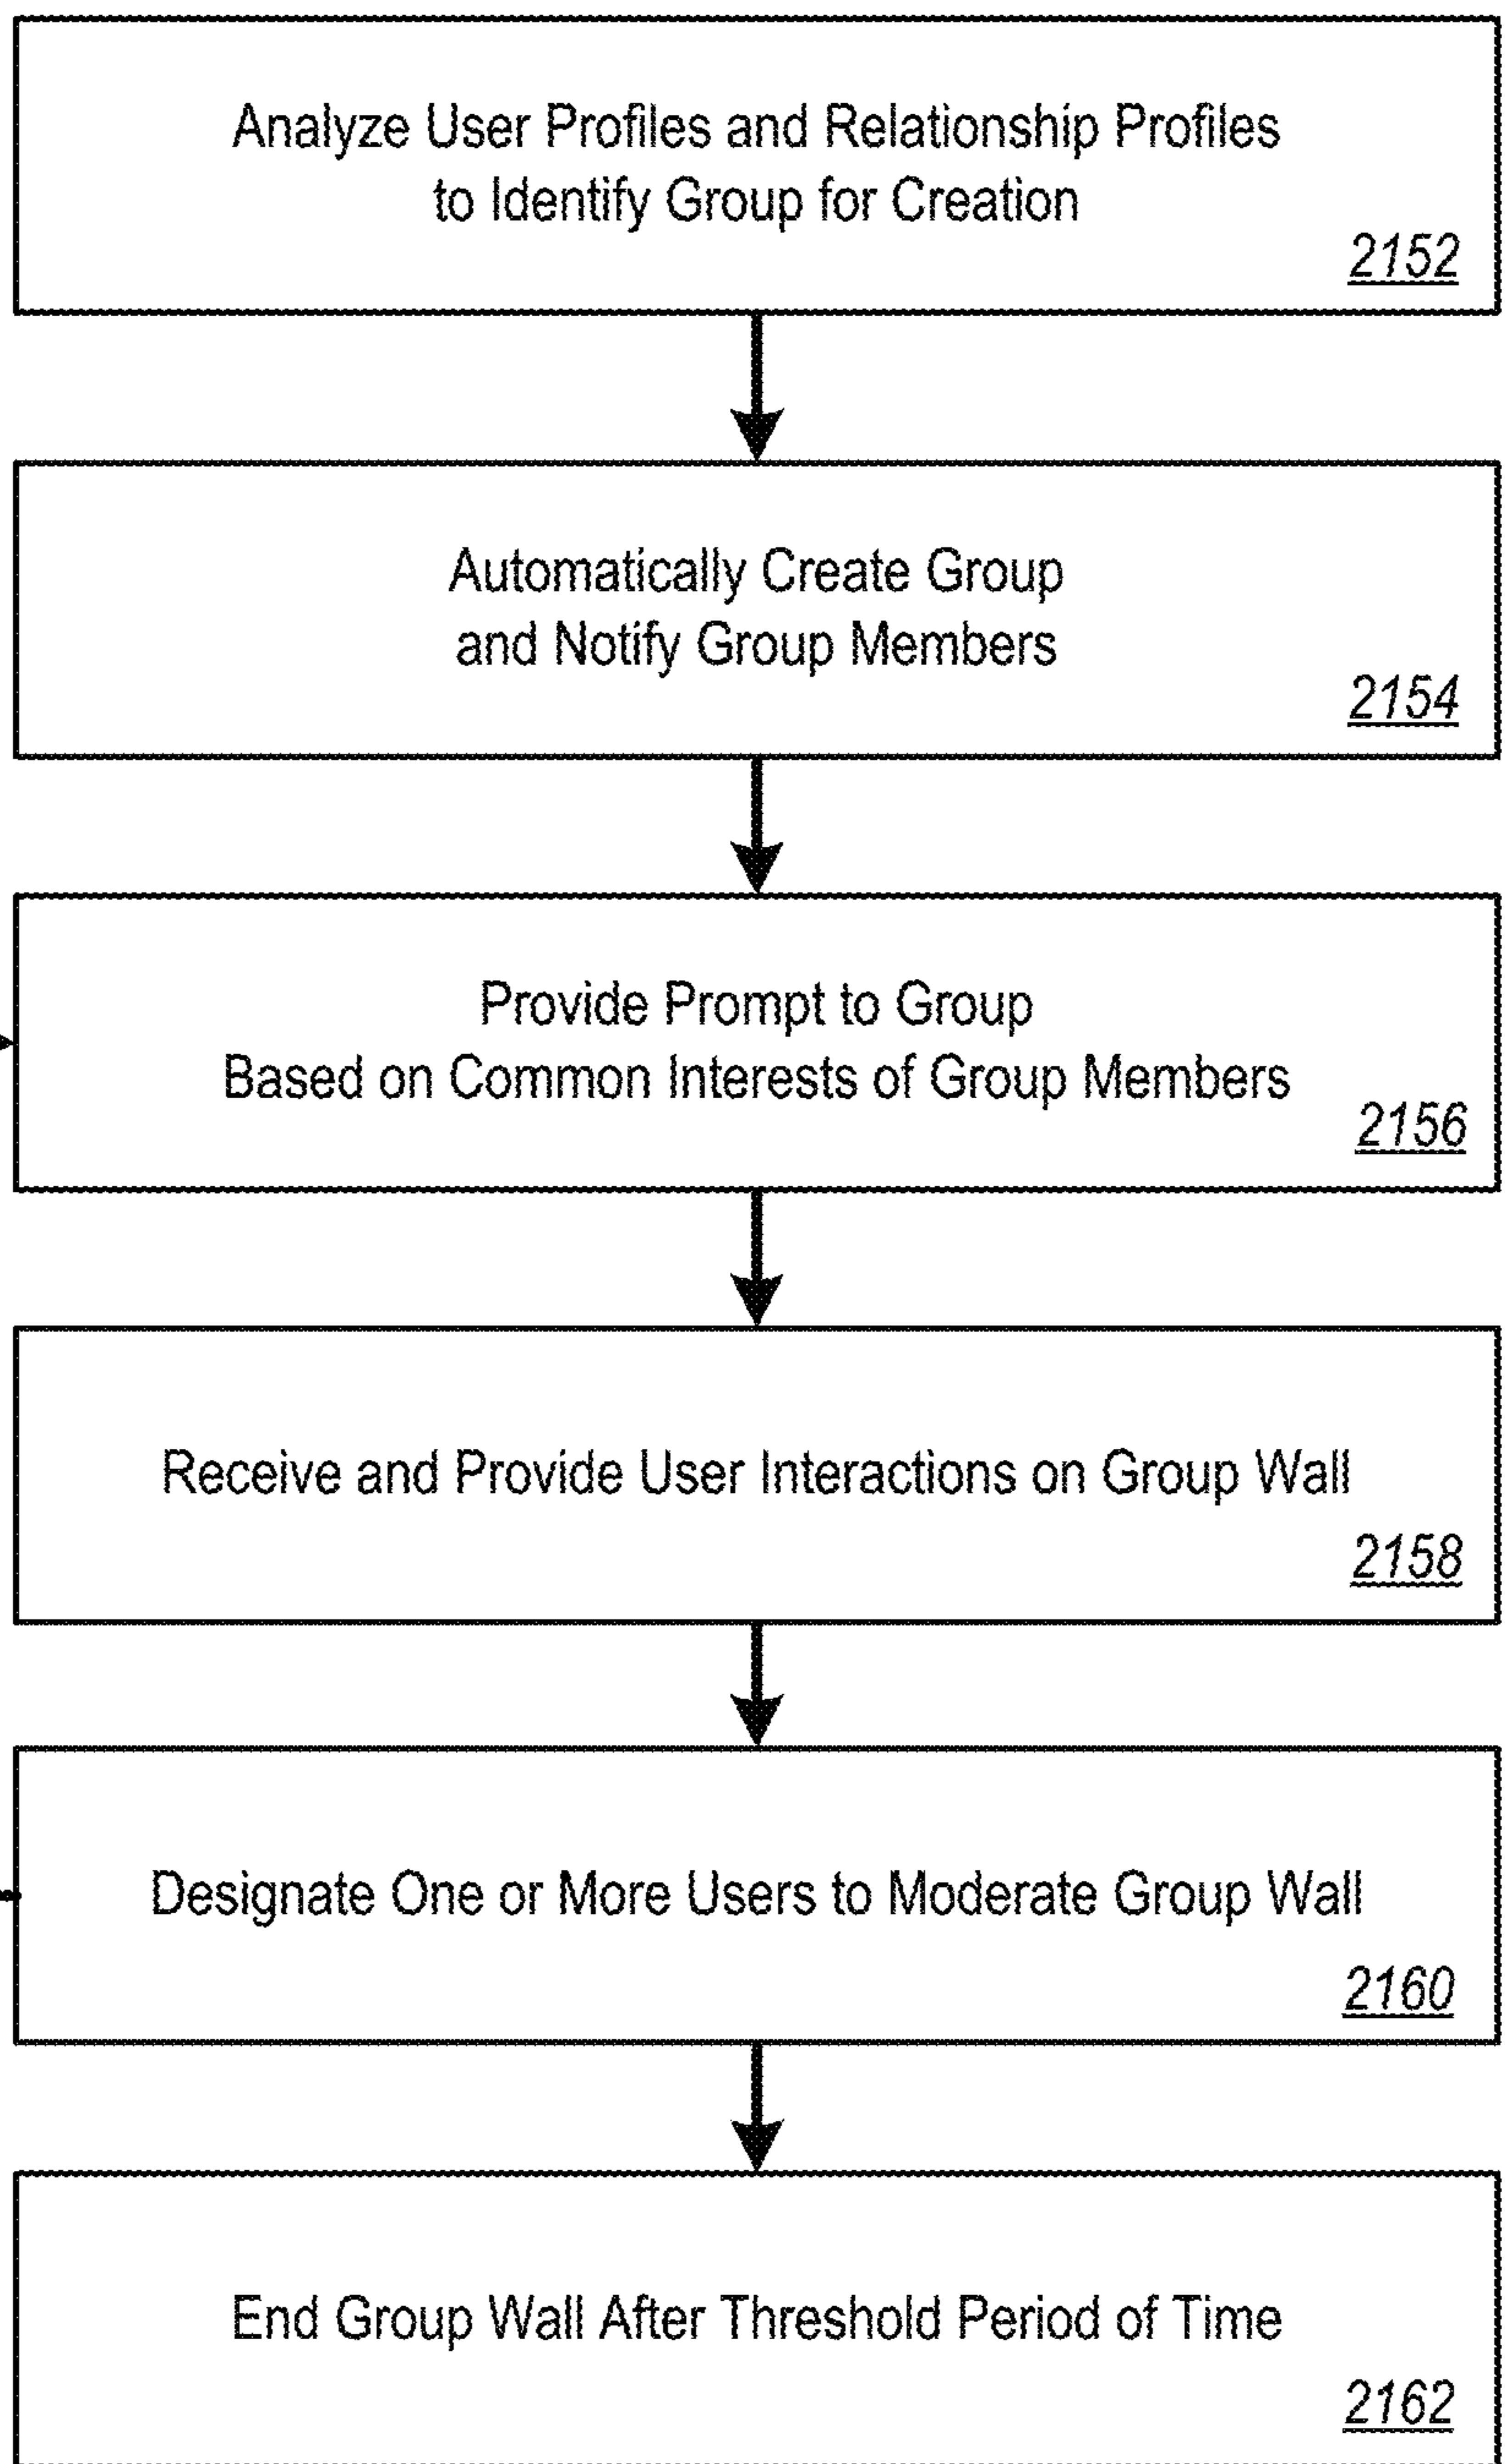 Analyze User Profiles and Relationship Profiles
to Identify Group for Creation
2152
Automatically Create Group
and Notify Group Members
2154
Provide Prompt to Group
Based on Common Interests of Group Members
2156
Receive and Provide User Interactions on Group Wall
2158
Designate One or More Users to Moderate Group Wall
2160
End Group Wall After Threshold Period of Time
2162